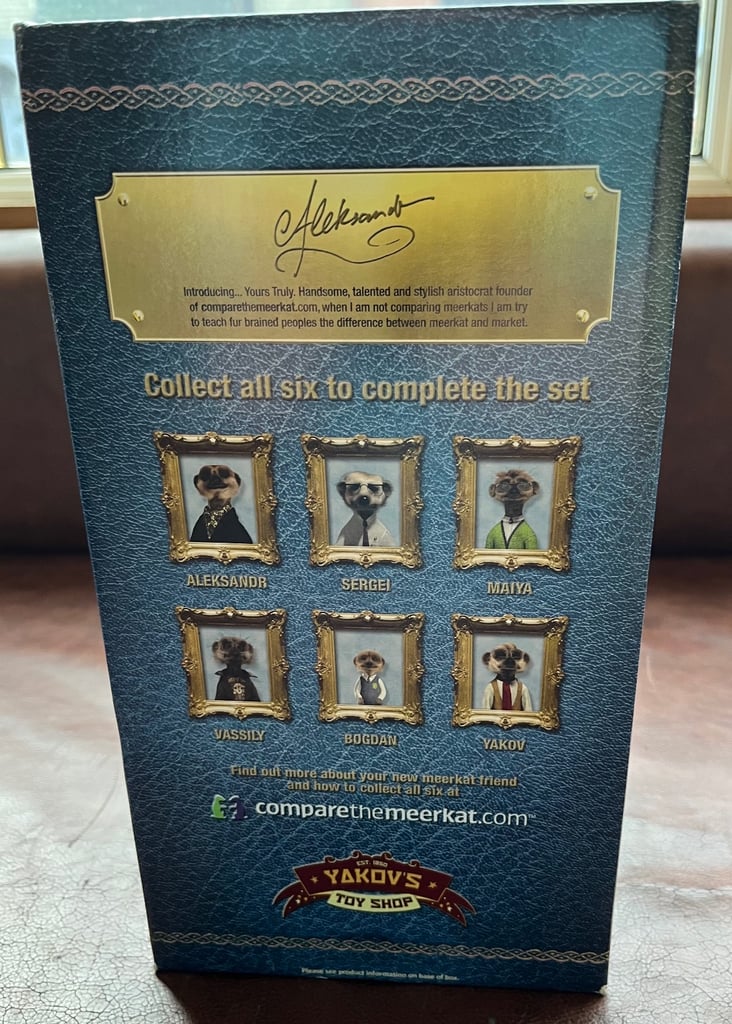 Aleksandr
Introducing... Yours Truly. Handsome, talented and stylish aristocrat founder
of comparethemeerkat.com, when I am not comparing meerkats I am try
to teach fur brained peoples the difference between meerkat and market.
Collect all six to complete the set
ALEKSANDR SERGEI MAIYA
VASSILY BOGDAN YAKOV
Find out more about your new meerkat friend
and how to collect all six at
comparethemeerkat.com™
EST. 1850
YAKOV'S
TOY SHOP
Please see product information on base of box.